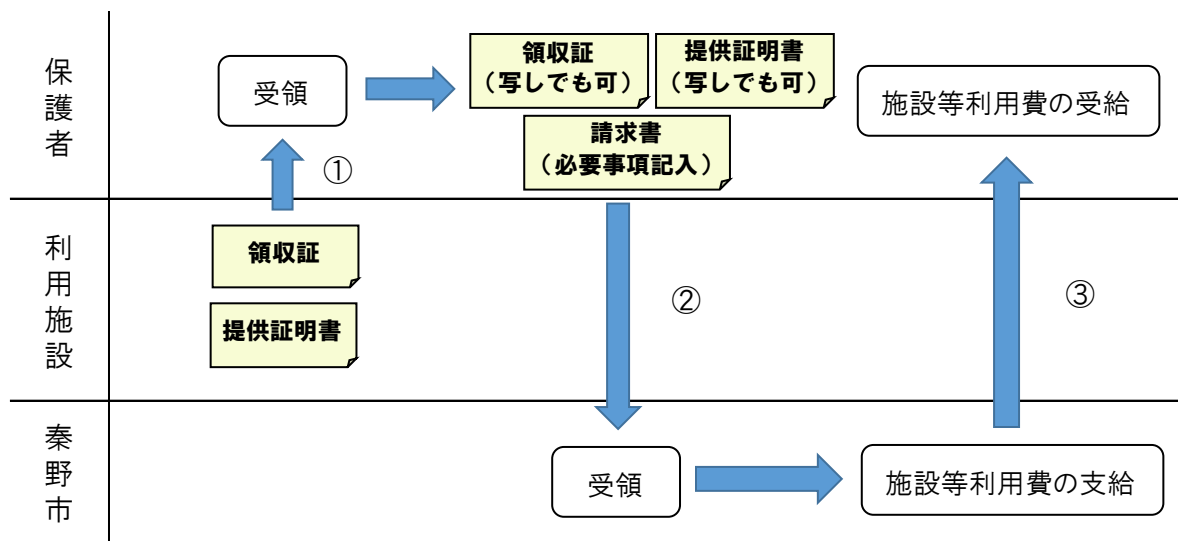 保護者
受領
領収証
（写しでも可）
提供証明書
（写しでも可）
請求書
（必要事項記入）
施設等利用費の受給
①
利用施設
領収証
提供証明書
②
③
秦野市
受領
施設等利用費の支給